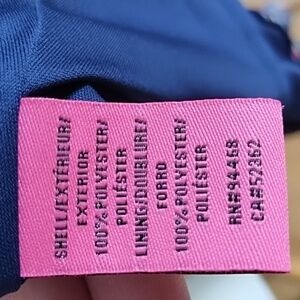 SHELL/EXTÉRIEUR/
EXTERIOR
100% POLYESTER/
POLIÉSTER
LINING/DOUBLURE/
FORRO
100% POLYESTER/
POLIÉSTER
RN#94468
CA#52362